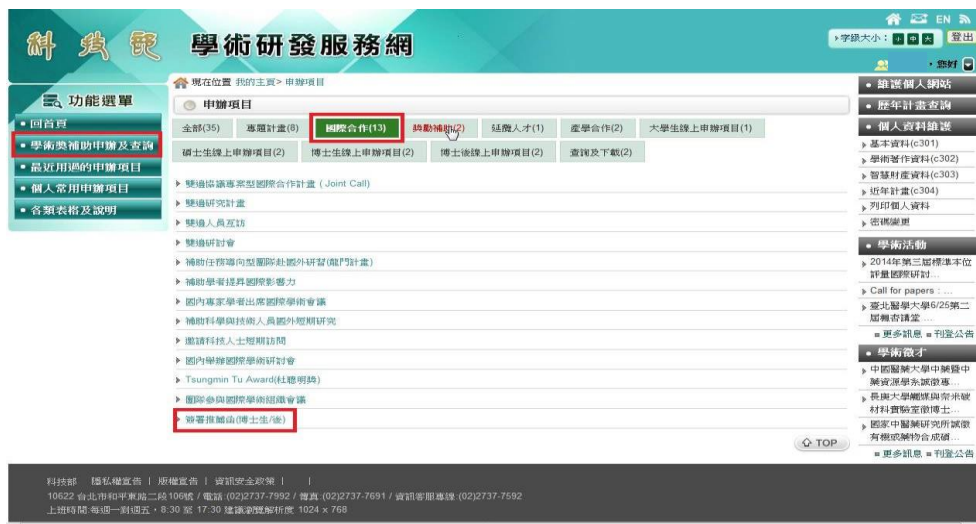 科技部 學術研發服務網
EN
字級大小：小 中 大 登出
，您好
功能選單
回首頁
學術獎補助申辦及查詢
最近用過的申辦項目
個人常用申辦項目
各類表格及說明
現在位置 我的主頁> 申辦項目
申辦項目
全部(35) 專題計畫(8) 國際合作(13) 獎勵補助(2) 延攬人才(1) 產學合作(2) 大學生線上申辦項目(1)
碩士生線上申辦項目(2) 博士生線上申辦項目(2) 博士後線上申辦項目(2) 查詢及下載(2)
雙邊協議專案型國際合作計畫 ( Joint Call)
雙邊研究計畫
雙邊人員互訪
雙邊研討會
補助任務導向型團隊赴國外研習(龍門計畫)
補助學者提昇國際影響力
國內專家學者出席國際學術會議
補助科學與技術人員國外短期研究
邀請科技人士短期訪問
國內舉辦國際學術研討會
Tsungmin Tu Award(杜聰明獎)
團隊參與國際學術組織會議
簽署推薦函(博士生/後)
TOP
維護個人網站
歷年計畫查詢
個人資料維護
基本資料(c301)
學術著作資料(c302)
智慧財產資料(c303)
近年計畫(c304)
列印個人資料
密碼變更
學術活動
2014年第三屆標準本位
評量國際研討...
Call for papers : ...
臺北醫學大學6/25第二
屆楓杏講堂 ...
更多訊息 刊登公告
學術徵才
中國醫藥大學中藥暨中
藥資源學系誠徵專...
長庚大學觸媒與奈米碳
材料實驗室徵博士...
國家中醫藥研究所誠徵
有機或藥物合成碩...
更多訊息 刊登公告
科技部 隱私權宣告 | 版權宣告 | 資訊安全政策 | |
10622 台北市和平東路二段106號 / 電話:(02)2737-7992 / 傳真:(02)2737-7691 / 資訊客服專線:(02)2737-7592
上班時間:每週一到週五，8:30 至 17:30 建議瀏覽解析度 1024 x 768